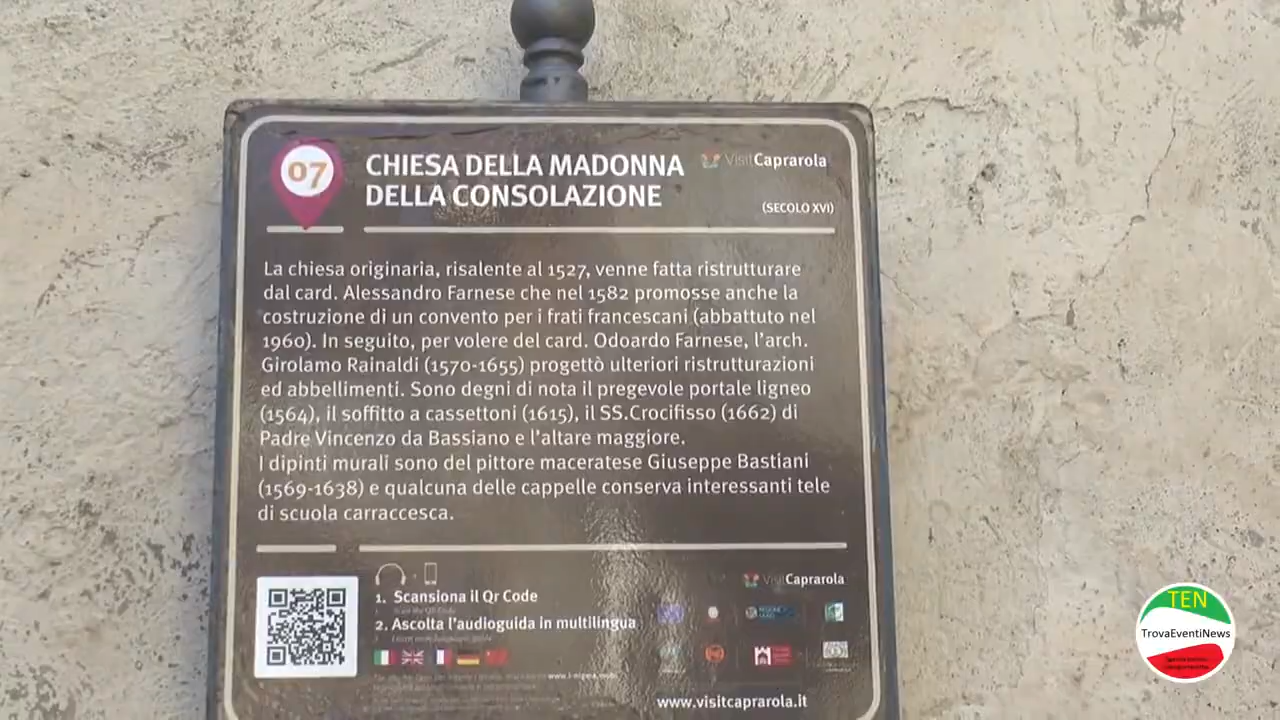 07
CHIESA DELLA MADONNA
DELLA CONSOLAZIONE
VisitCaprarola
(SECOLO XVI)
La chiesa originaria, risalente al 1527, venne fatta ristrutturare
dal card. Alessandro Farnese che nel 1582 promosse anche la
costruzione di un convento per i frati francescani (abbattuto nel
1960). In seguito, per volere del card. Odoardo Farnese, l'arch.
Girolamo Rainaldi (1570-1655) progettò ulteriori ristrutturazioni
ed abbellimenti. Sono degni di nota il pregevole portale ligneo
(1564), il soffitto a cassettoni (1615), il SS.Crocifisso (1662) di
Padre Vincenzo da Bassiano e l'altare maggiore.
I dipinti murali sono del pittore maceratese Giuseppe Bastiani
(1569-1638) e qualcuna delle cappelle conserva interessanti tele
di scuola carraccesca.
1. Scansiona il Qr Code
2. Ascolta l'audioguida in multilingua
VisitCaprarola
www.visitcaprarola.it
TEN
TrovaEventiNews